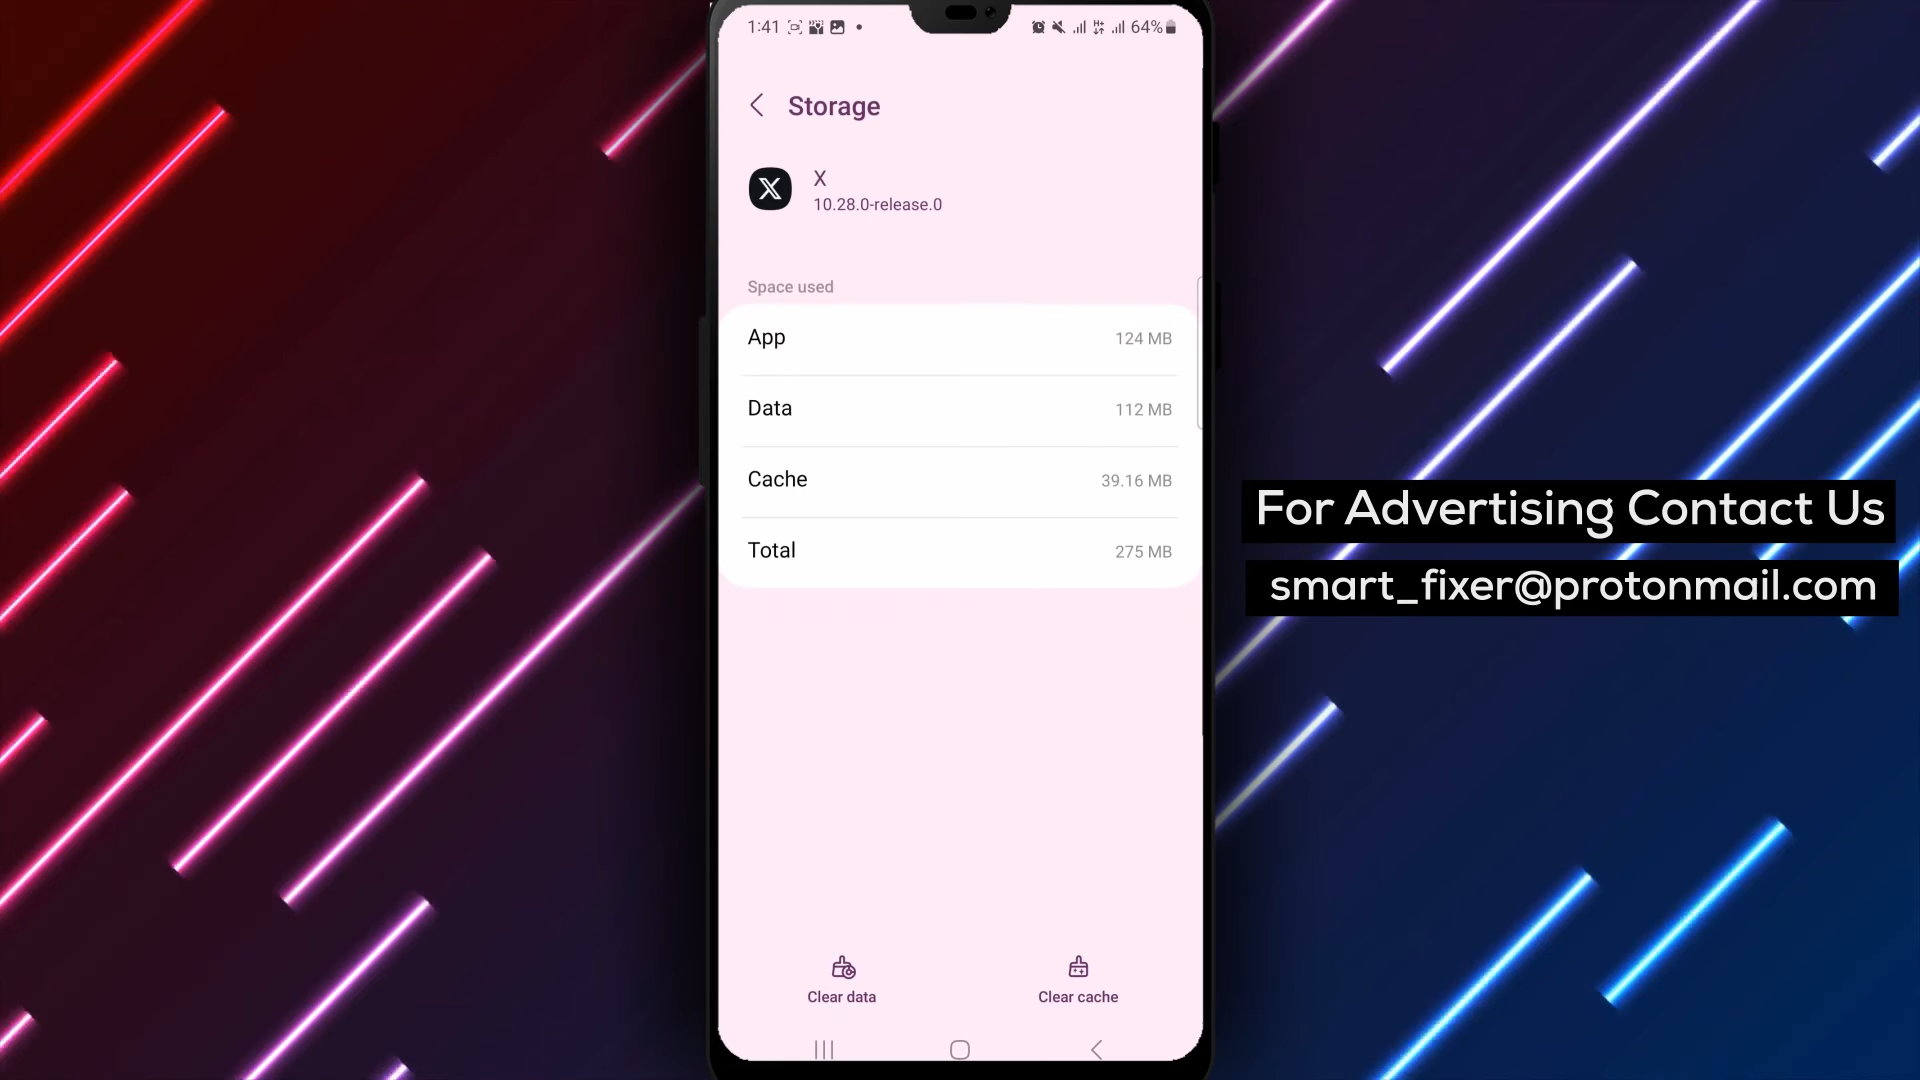 1:41
64%
Storage
X
10.28.0-release.0
Space used
App 124 MB
Data 112 MB
Cache 39.16 MB
Total 275 MB
Clear data
Clear cache
For Advertising Contact Us
smart_fixer@protonmail.com